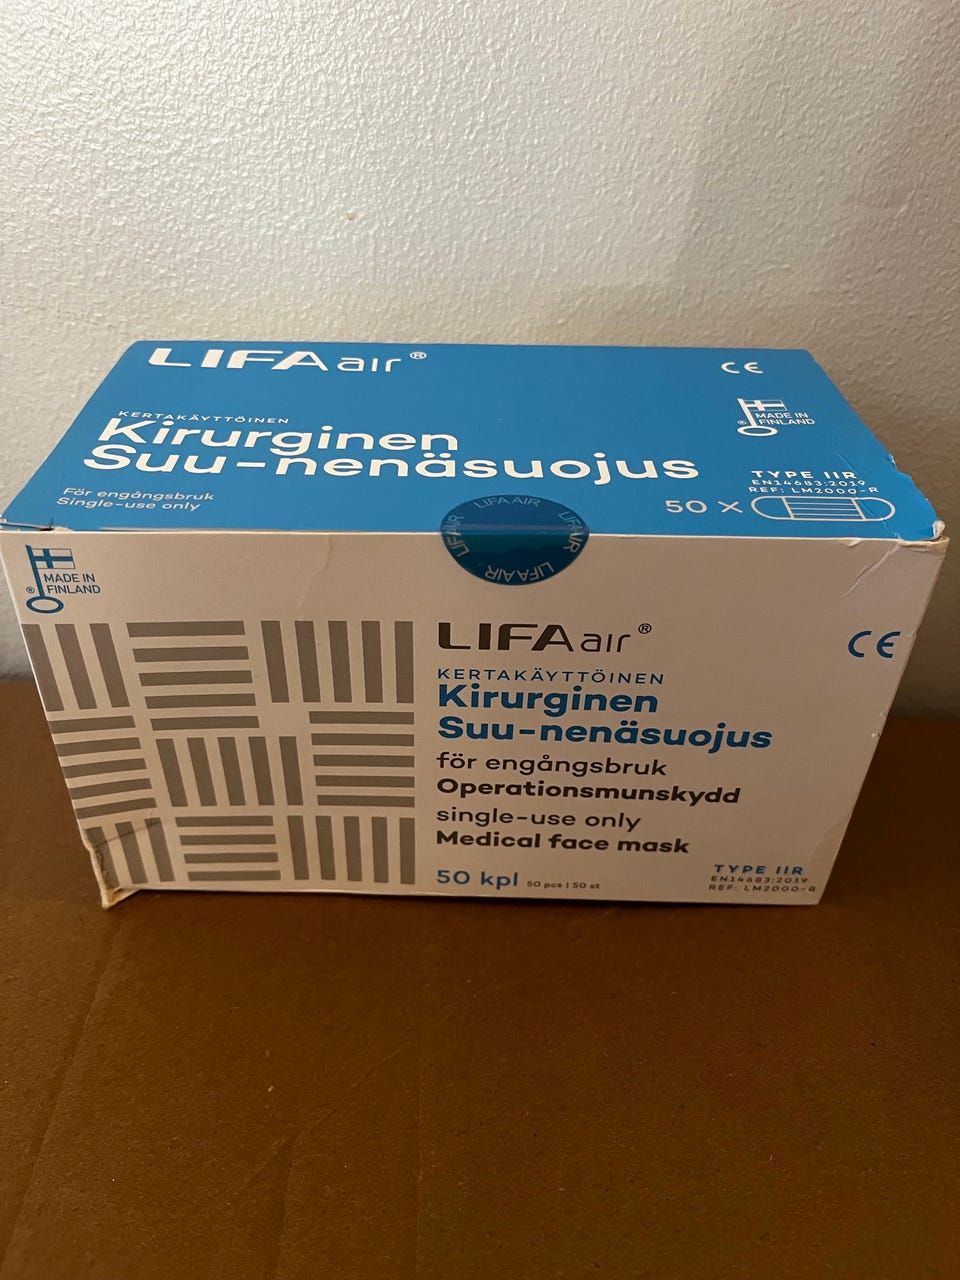 LIFAair®
CE
KERTAKÄYTTÖINEN
Kirurginen
Suu-nenäsuojus
För engångsbruk
Single-use only
® MADE IN
FINLAND
TYPE IIR
EN14683:2019
REF: LM2000-R
50 X
LIFAAIR
LIFAAIR
LIFAAIR
LIFAAIR
® MADE IN
FINLAND
LIFAair®
CE
KERTAKÄYTTÖINEN
Kirurginen
Suu-nenäsuojus
för engångsbruk
Operationsmunskydd
single-use only
Medical face mask
50 kpl 50 pcs | 50 st
TYPE IIR
EN14683:2019
REF: LM2000-R